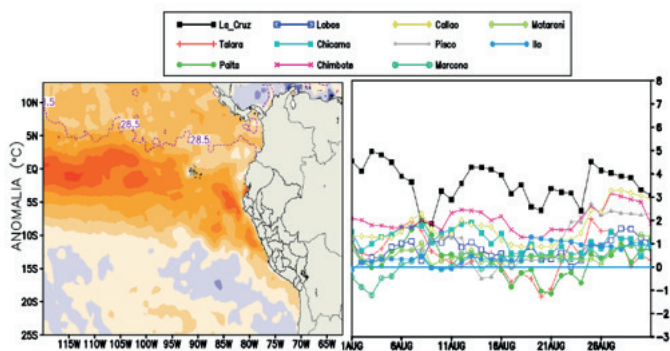 La_Cruz Lobos Callao Matarani
Talara Chicama Pisco Ilo
Paita Chimbote Marcona
ANOMALIA (°C)
10N
5N
EQ
5S
10S
15S
20S
25S
28.5
28.5
115W 110W 105W 100W 95W 90W 85W 80W 75W 70W 65W
8
7
6
5
4
3
2
1
0
-1
-2
-3
1AUG 6AUG 11AUG 16AUG 21AUG 26AUG